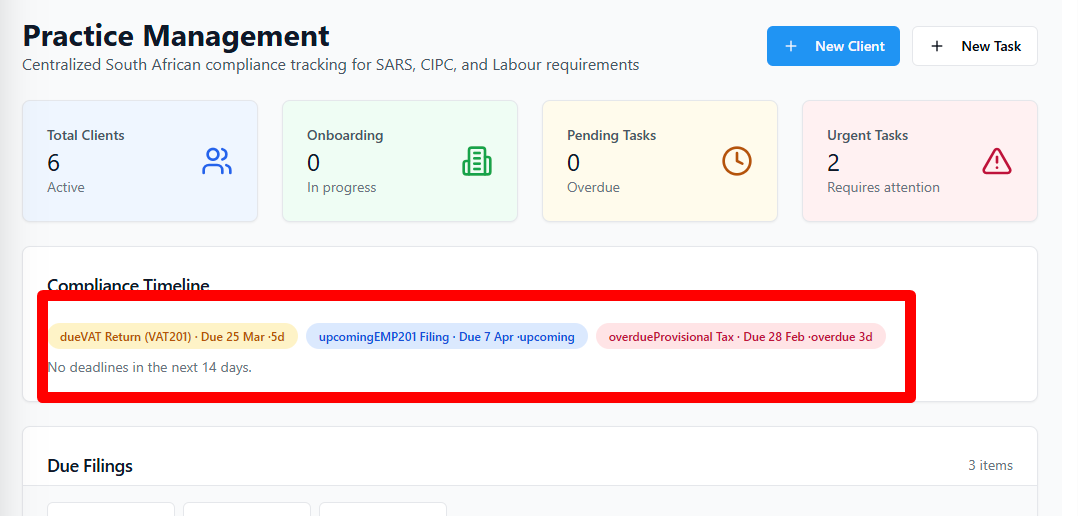 Practice Management
Centralized South African compliance tracking for SARS, CIPC, and Labour requirements
New Client
New Task
Total Clients
6
Active
Onboarding
0
In progress
Pending Tasks
0
Overdue
Urgent Tasks
2
Requires attention
Compliance Timeline
dueVAT Return (VAT201) · Due 25 Mar ·5d
upcomingEMP201 Filing · Due 7 Apr ·upcoming
overdueProvisional Tax · Due 28 Feb ·overdue 3d
No deadlines in the next 14 days.
Due Filings
3 items